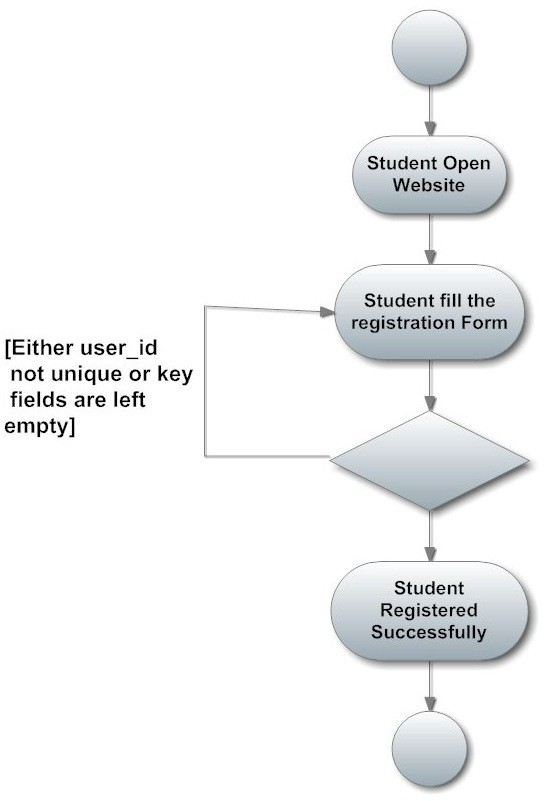 Student Open
Website
Student fill the
registration Form
[Either user_id
not unique or key
fields are left
empty]
Student
Registered
Successfully